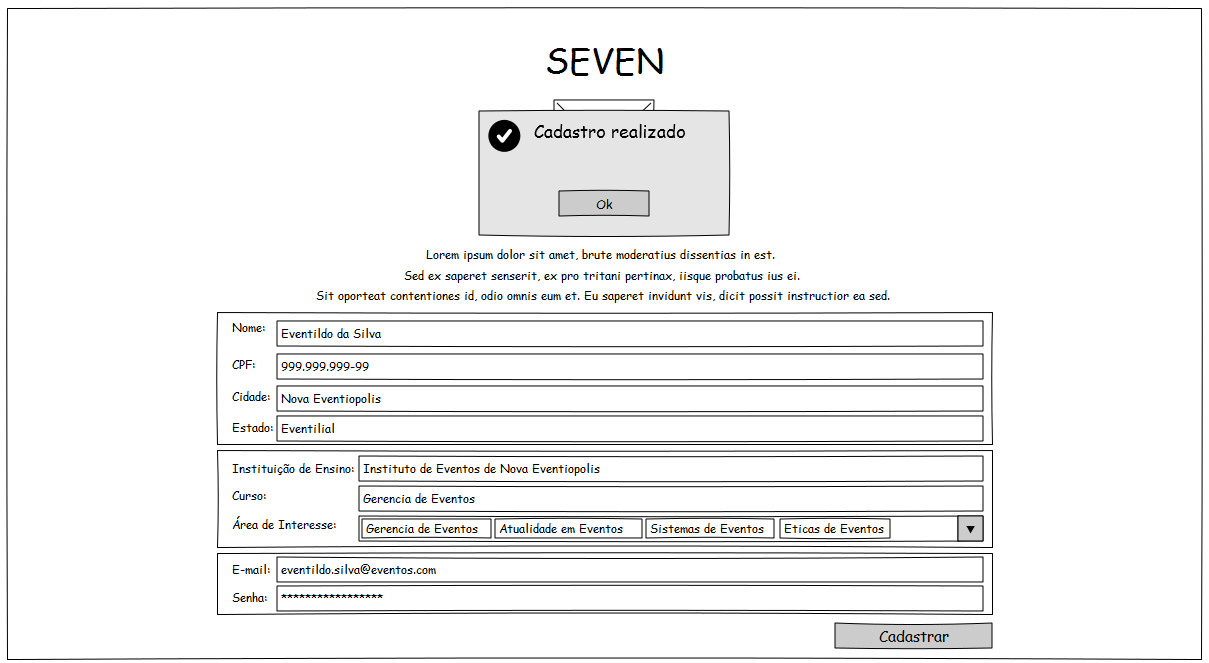 SEVEN
Cadastro realizado
Ok
Lorem ipsum dolor sit amet, brute moderatius dissentias in est.
Sed ex saperet senserit, ex pro tritani pertinax, iisque probatus ius ei.
Sit oporteat contentiones id, odio omnis eum et. Eu saperet invidunt vis, dicit possit instructior ea sed.
Nome: Eventildo da Silva
CPF: 999.999.999-99
Cidade: Nova Eventiopolis
Estado: Eventilial
Instituição de Ensino: Instituto de Eventos de Nova Eventiopolis
Curso: Gerencia de Eventos
Área de Interesse: Gerencia de Eventos Atualidade em Eventos Sistemas de Eventos Eticas de Eventos
E-mail: eventildo.silva@eventos.com
Senha: *****************
Cadastrar